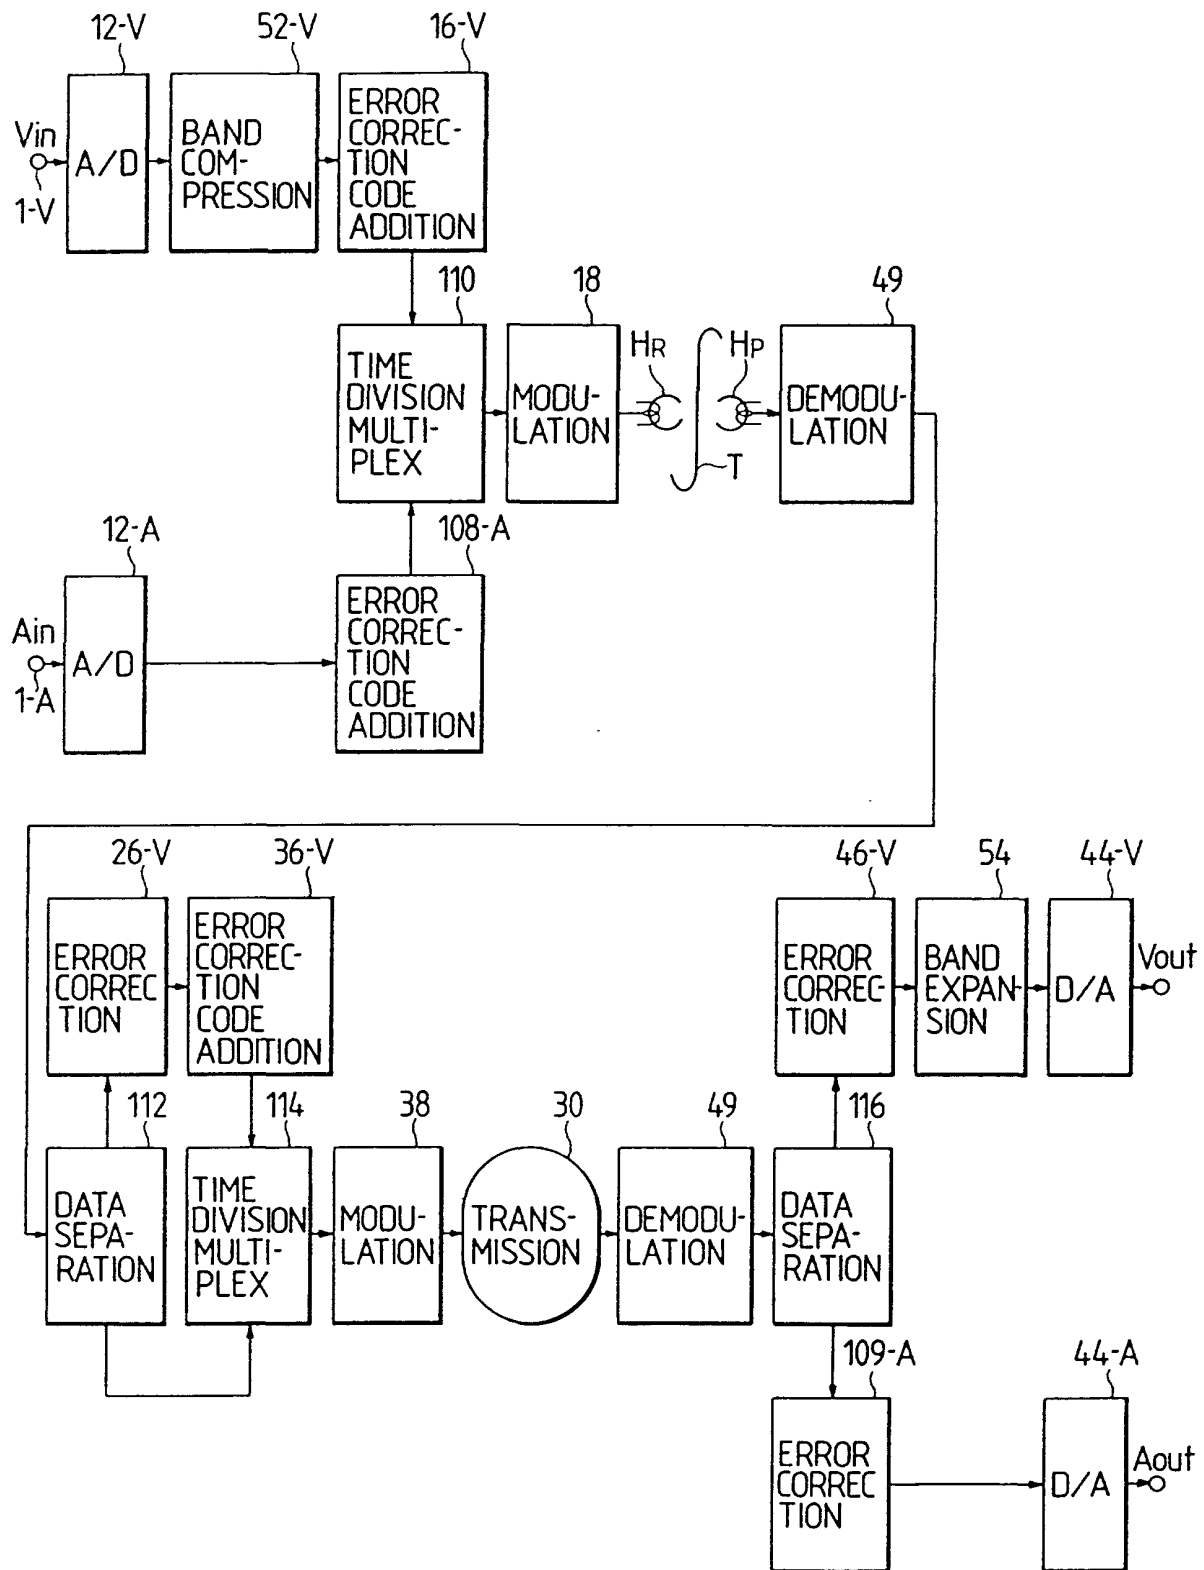 12-V
52-V
16-V
Vin
1-V
A/D
BAND
COM-
PRESSION
ERROR
CORREC-
TION
CODE
ADDITION
110
18
49
TIME
DIVISION
MULTI-
PLEX
MODU-
LATION
HR
HP
T
DEMODU-
LATION
12-A
108-A
Ain
1-A
A/D
ERROR
CORREC-
TION
CODE
ADDITION
26-V
36-V
46-V
54
44-V
ERROR
CORREC
TION
ERROR
CORREC-
TION
CODE
ADDITION
ERROR
CORREC-
TION
BAND
EXPAN-
SION
D/A
Vout
112
114
38
30
49
116
DATA
SEPA-
RATION
TIME
DIVISION
MULTI-
PLEX
MODU-
LATION
TRANS-
MISSION
DEMODU-
LATION
DATA
SEPA-
RATION
109-A
44-A
ERROR
CORREC
TION
D/A
Aout